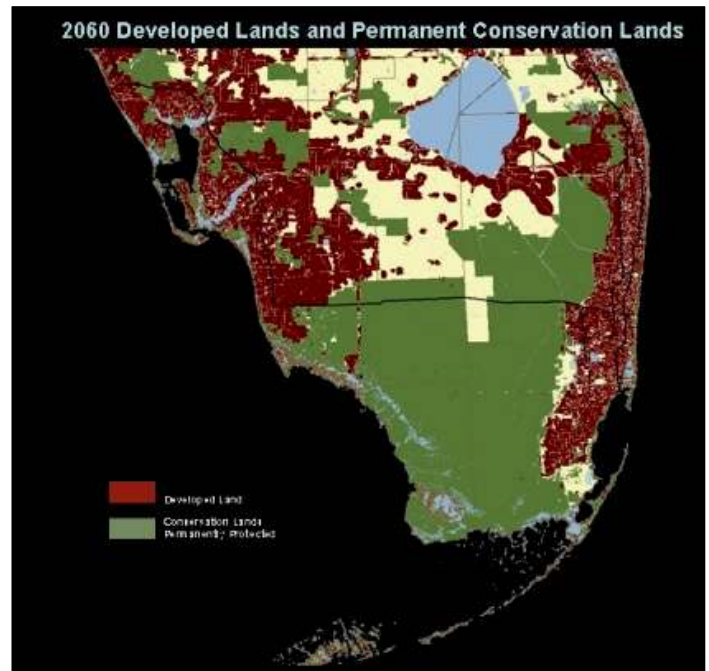 2060 Developed Lands and Permanent Conservation Lands
Developed Land
Conservation Lands
Permanently Protected